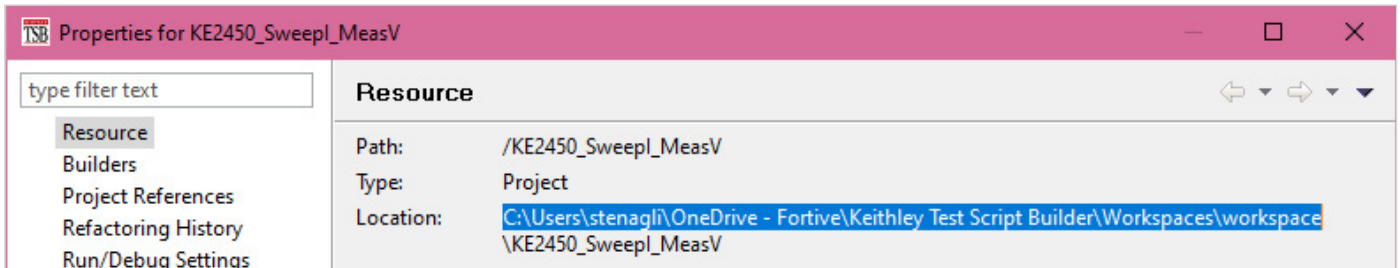 TSB Properties for KE2450_SweepI_MeasV
type filter text
Resource
Builders
Project References
Refactoring History
Run/Debug Settings
Resource
Path: /KE2450_SweepI_MeasV
Type: Project
Location: C:\Users\stenagli\OneDrive - Fortive\Keithley Test Script Builder\Workspaces\workspace
\KE2450_SweepI_MeasV